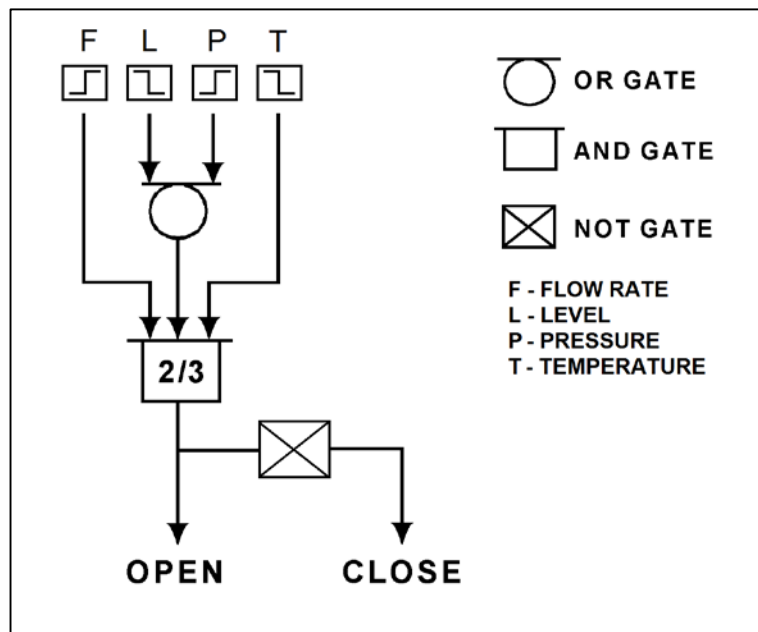 F L P T
OR GATE
AND GATE
NOT GATE
F - FLOW RATE
L - LEVEL
P - PRESSURE
T - TEMPERATURE
2/3
OPEN CLOSE